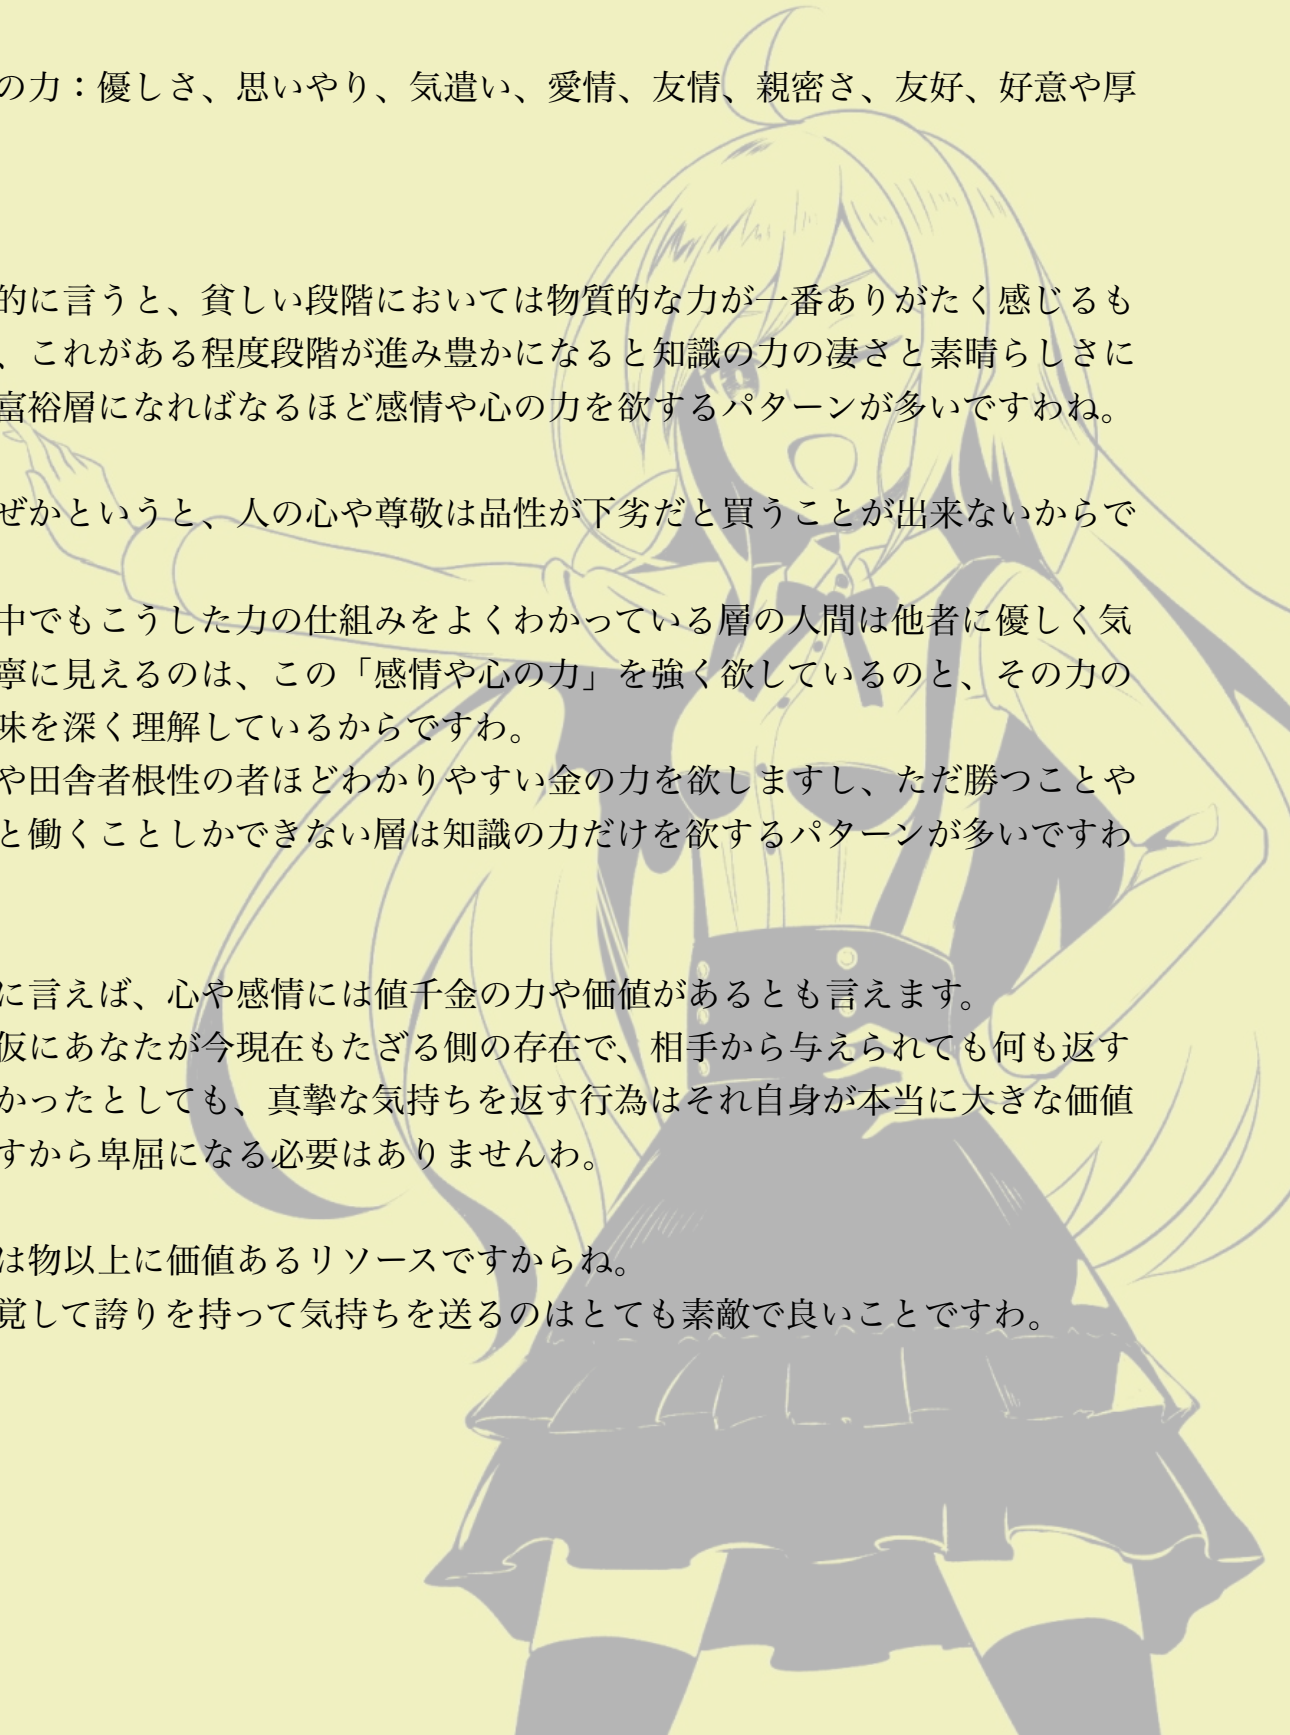 の力：優しさ、思いやり、気遣い、愛情、友情、親密さ、友好、好意や厚
的に言うと、貧しい段階においては物質的な力が一番ありがたく感じるも
、これがある程度段階が進み豊かになると知識の力の凄さと素晴らしさに
富裕層になればなるほど感情や心の力を欲するパターンが多いですわね。
ぜかというと、人の心や尊敬は品性が下劣だと買うことが出来ないからで
中でもこうした力の仕組みをよくわかっている層の人間は他者に優しく気
寧に見えるのは、この「感情や心の力」を強く欲しているのと、その力の
味を深く理解しているからですわ。
や田舎者根性の者ほどわかりやすい金の力を欲しますし、ただ勝つことや
と働くことしかできない層は知識の力だけを欲するパターンが多いですわ
に言えば、心や感情には値千金の力や価値があるとも言えます。
仮にあなたが今現在もたざる側の存在で、相手から与えられても何も返す
かったとしても、真摯な気持ちを返す行為はそれ自身が本当に大きな価値
すから卑屈になる必要はありませんわ。
は物以上に価値あるリソースですからね。
覚して誇りを持って気持ちを送るのはとても素敵で良いことですわ。